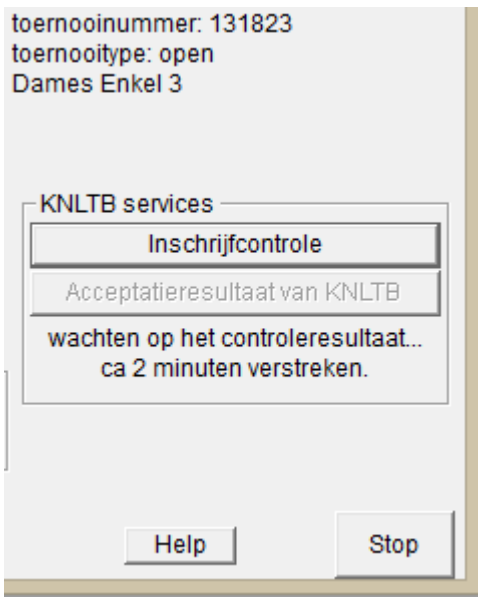 toernooinummer: 131823
toernooitype: open
Dames Enkel 3
KNLTB services
Inschrijfcontrole
Acceptatieresultaat van KNLTB
wachten op het controleresultaat...
ca 2 minuten verstreken.
Help
Stop